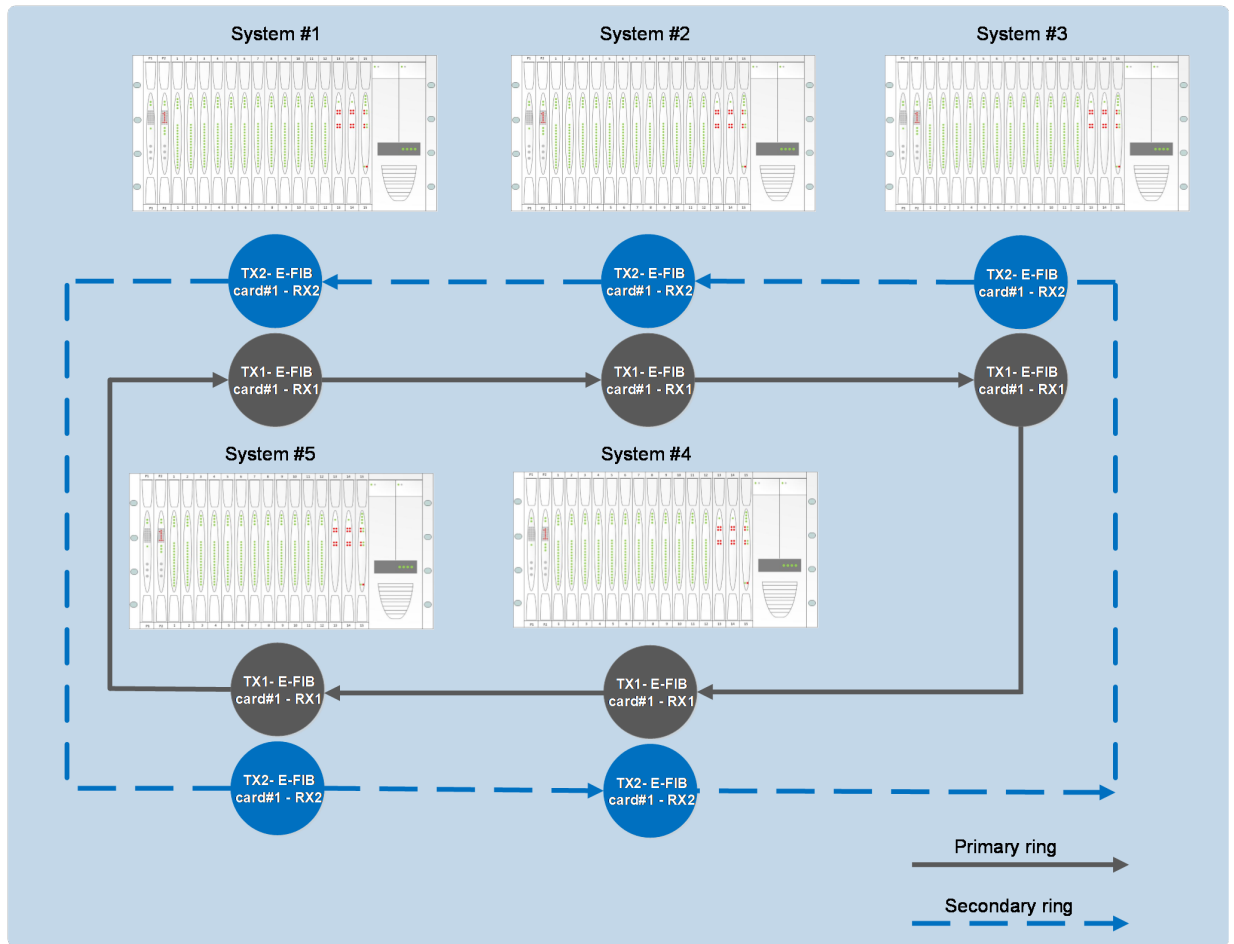 System #1
System #2
System #3
TX2- E-FIB
card#1 - RX2
TX2- E-FIB
card#1 - RX2
TX2- E-FIB
card#1 - RX2
TX1- E-FIB
card#1 - RX1
TX1- E-FIB
card#1 - RX1
TX1- E-FIB
card#1 - RX1
System #5
System #4
TX1- E-FIB
card#1 - RX1
TX1- E-FIB
card#1 - RX1
TX2- E-FIB
card#1 - RX2
TX2- E-FIB
card#1 - RX2
Primary ring
Secondary ring